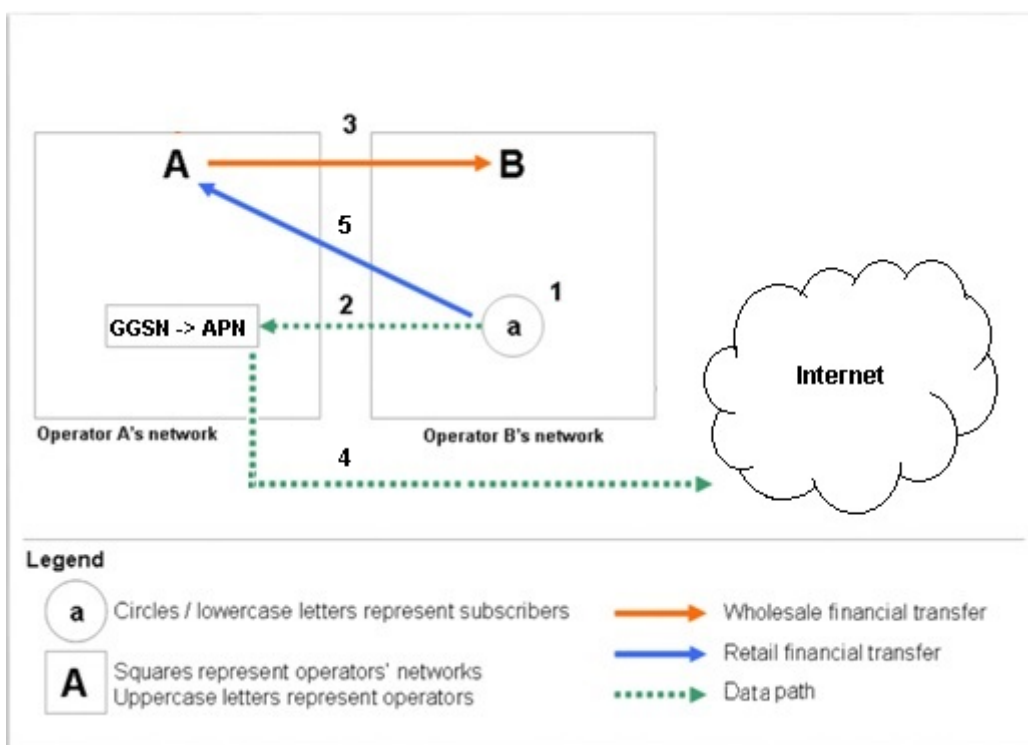 3
A
B
5
1
2
GGSN -> APN
a
Internet
Operator A's network
Operator B's network
4
Legend
a
Circles / lowercase letters represent subscribers
Wholesale financial transfer
A
Squares represent operators' networks
Uppercase letters represent operators
Retail financial transfer
Data path